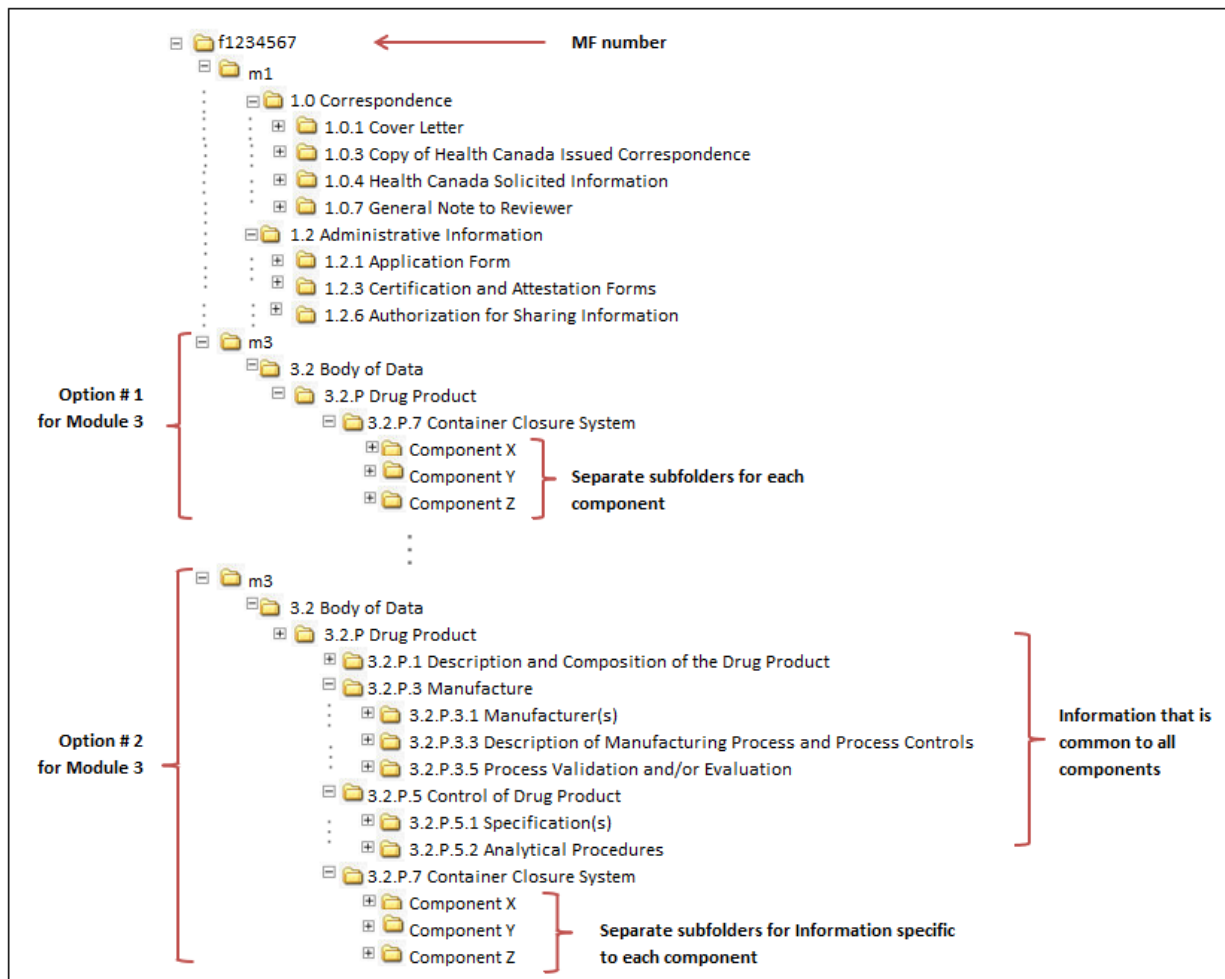 f1234567
MF number
m1
1.0 Correspondence
1.0.1 Cover Letter
1.0.3 Copy of Health Canada Issued Correspondence
1.0.4 Health Canada Solicited Information
1.0.7 General Note to Reviewer
1.2 Administrative Information
1.2.1 Application Form
1.2.3 Certification and Attestation Forms
1.2.6 Authorization for Sharing Information
Option # 1
for Module 3
m3
3.2 Body of Data
3.2.P Drug Product
3.2.P.7 Container Closure System
Component X
Component Y
Component Z
Separate subfolders for each
component
Option # 2
for Module 3
m3
3.2 Body of Data
3.2.P Drug Product
3.2.P.1 Description and Composition of the Drug Product
3.2.P.3 Manufacture
3.2.P.3.1 Manufacturer(s)
3.2.P.3.3 Description of Manufacturing Process and Process Controls
3.2.P.3.5 Process Validation and/or Evaluation
3.2.P.5 Control of Drug Product
3.2.P.5.1 Specification(s)
3.2.P.5.2 Analytical Procedures
Information that is
common to all
components
3.2.P.7 Container Closure System
Component X
Component Y
Component Z
Separate subfolders for Information specific
to each component